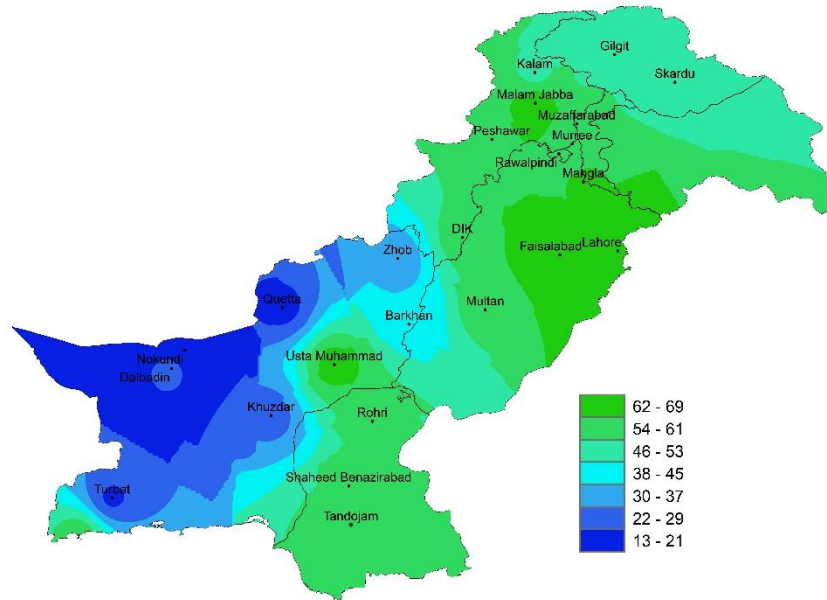 Gilgit
Kalam
Skardu
Malam Jabba
Muzaffarabad
Peshawar
Murree
Rawalpindi
Mangla
DIK
Zhob
Faisalabad
Lahore
Quetta
Multan
Barkhan
Nokundi
Usta Muhammad
Dalbadin
Khuzdar
Rohri
Shaheed Benazirabad
Turbat
Tandojam
62 - 69
54 - 61
46 - 53
38 - 45
30 - 37
22 - 29
13 - 21